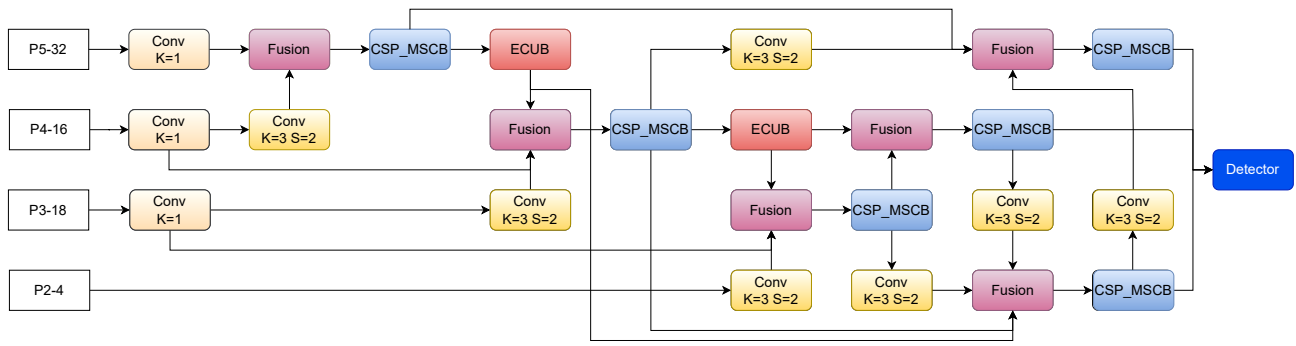 P5-32
Conv
K=1
Fusion
CSP_MSCB
ECUB
Conv
K=3 S=2
Fusion
CSP_MSCB
P4-16
Conv
K=1
Conv
K=3 S=2
Fusion
CSP_MSCB
ECUB
Fusion
CSP_MSCB
Detector
P3-18
Conv
K=1
Conv
K=3 S=2
Fusion
CSP_MSCB
Conv
K=3 S=2
Conv
K=3 S=2
P2-4
Conv
K=3 S=2
Conv
K=3 S=2
Fusion
CSP_MSCB